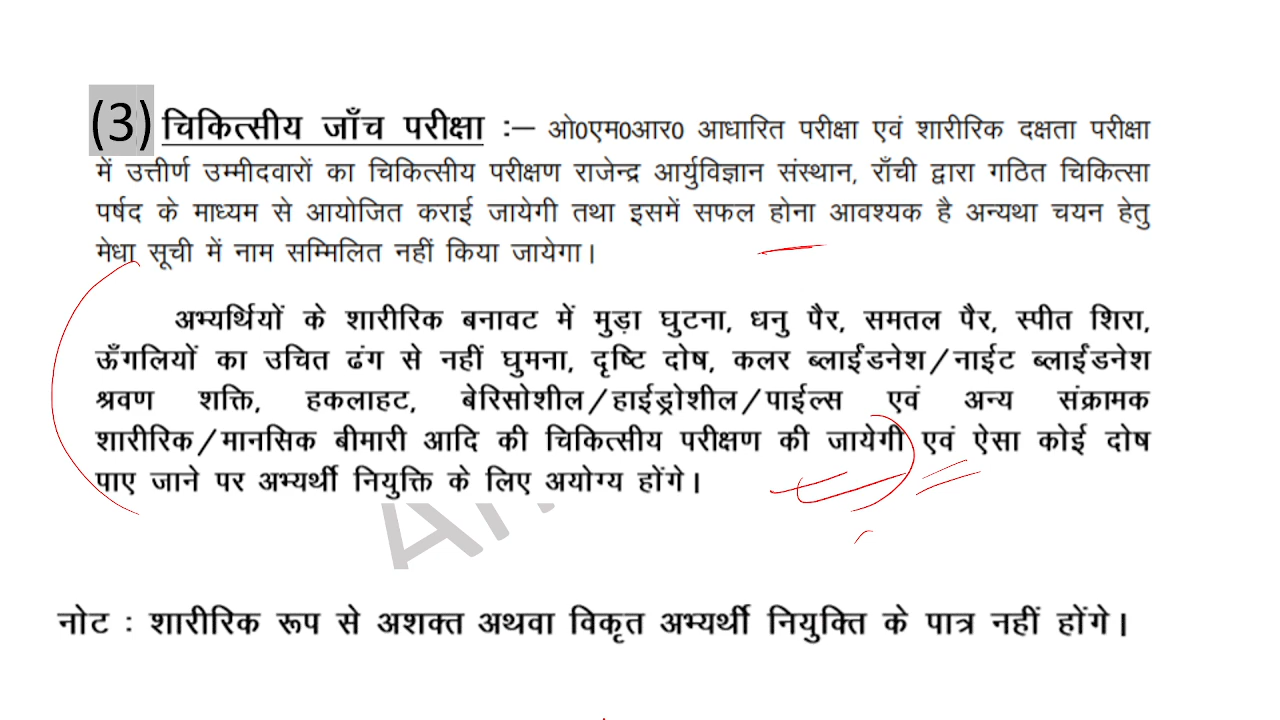 (3) चिकित्सीय जाँच परीक्षा :– ओ0एम0आर0 आधारित परीक्षा एवं शारीरिक दक्षता परीक्षा
में उत्तीर्ण उम्मीदवारों का चिकित्सीय परीक्षण राजेन्द्र आर्युविज्ञान संस्थान, राँची द्वारा गठित चिकित्सा
पर्षद के माध्यम से आयोजित कराई जायेगी तथा इसमें सफल होना आवश्यक है अन्यथा चयन हेतु
मेधा सूची में नाम सम्मिलित नहीं किया जायेगा।
अभ्यर्थियों के शारीरिक बनावट में मुड़ा घुटना, धनु पैर, समतल पैर, स्पीत शिरा,
ऊँगलियों का उचित ढंग से नहीं घुमना, दृष्टि दोष, कलर ब्लाईंडनेश/नाईट ब्लाईंडनेश
श्रवण शक्ति, हकलाहट, बेरिसोशील/हाईड्रोशील/पाईल्स एवं अन्य संक्रामक
शारीरिक/मानसिक बीमारी आदि की चिकित्सीय परीक्षण की जायेगी एवं ऐसा कोई दोष
पाए जाने पर अभ्यर्थी नियुक्ति के लिए अयोग्य होंगे।
नोट : शारीरिक रूप से अशक्त अथवा विकृत अभ्यर्थी नियुक्ति के पात्र नहीं होंगे।